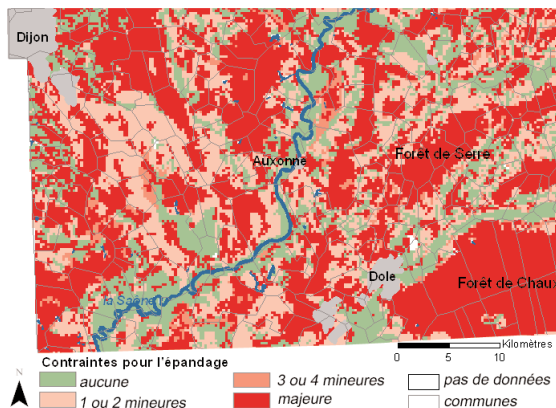 Dijon
Auxonne
Forêt de Serre
Dole
Forêt de Chaux
la Saône
Kilomètres
0 5 10
N
Contraintes pour l'épandage
aucune
1 ou 2 mineures
3 ou 4 mineures
majeure
pas de données
communes